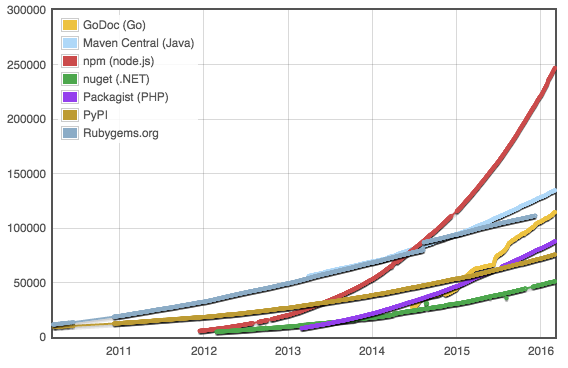 300000
250000
200000
150000
100000
50000
0
GoDoc (Go)
Maven Central (Java)
npm (node.js)
nuget (.NET)
Packagist (PHP)
PyPI
Rubygems.org
2011 2012 2013 2014 2015 2016